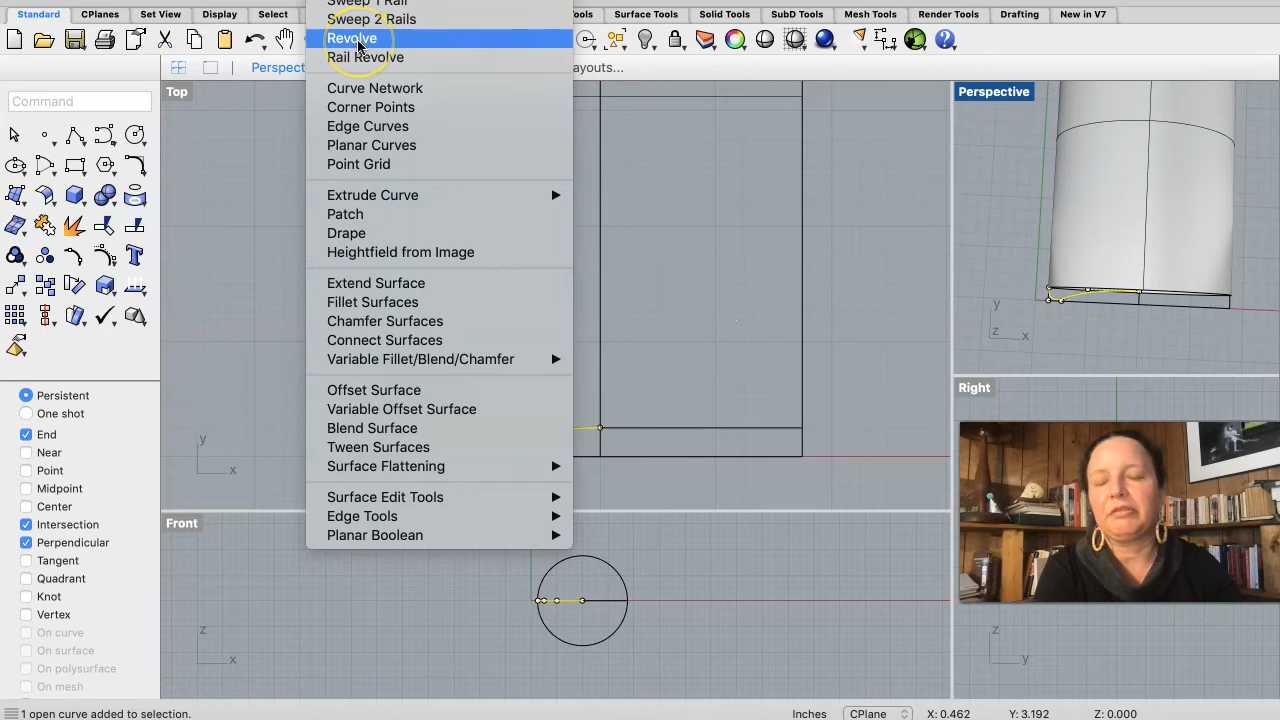 Standard CPlanes Set View Display Select Tools Surface Tools Solid Tools SubD Tools Mesh Tools Render Tools Drafting New in V7
Sweep 1 Rail
Sweep 2 Rails
Revolve
Rail Revolve
Perspect ayouts...
Curve Network
Corner Points
Edge Curves
Planar Curves
Point Grid
Extrude Curve
Patch
Drape
Heightfield from Image
Extend Surface
Fillet Surfaces
Chamfer Surfaces
Connect Surfaces
Variable Fillet/Blend/Chamfer
Offset Surface
Variable Offset Surface
Blend Surface
Tween Surfaces
Surface Flattening
Surface Edit Tools
Edge Tools
Planar Boolean
Command
Persistent
One shot
End
Near
Point
Midpoint
Center
Intersection
Perpendicular
Tangent
Quadrant
Knot
Vertex
On curve
On surface
On polysurface
On mesh
Top
y
x
Front
z
x
Perspective
y
z
x
Right
z
y
1 open curve added to selection.
Inches CPlane X: 0.462 Y: 3.192 Z: 0.000